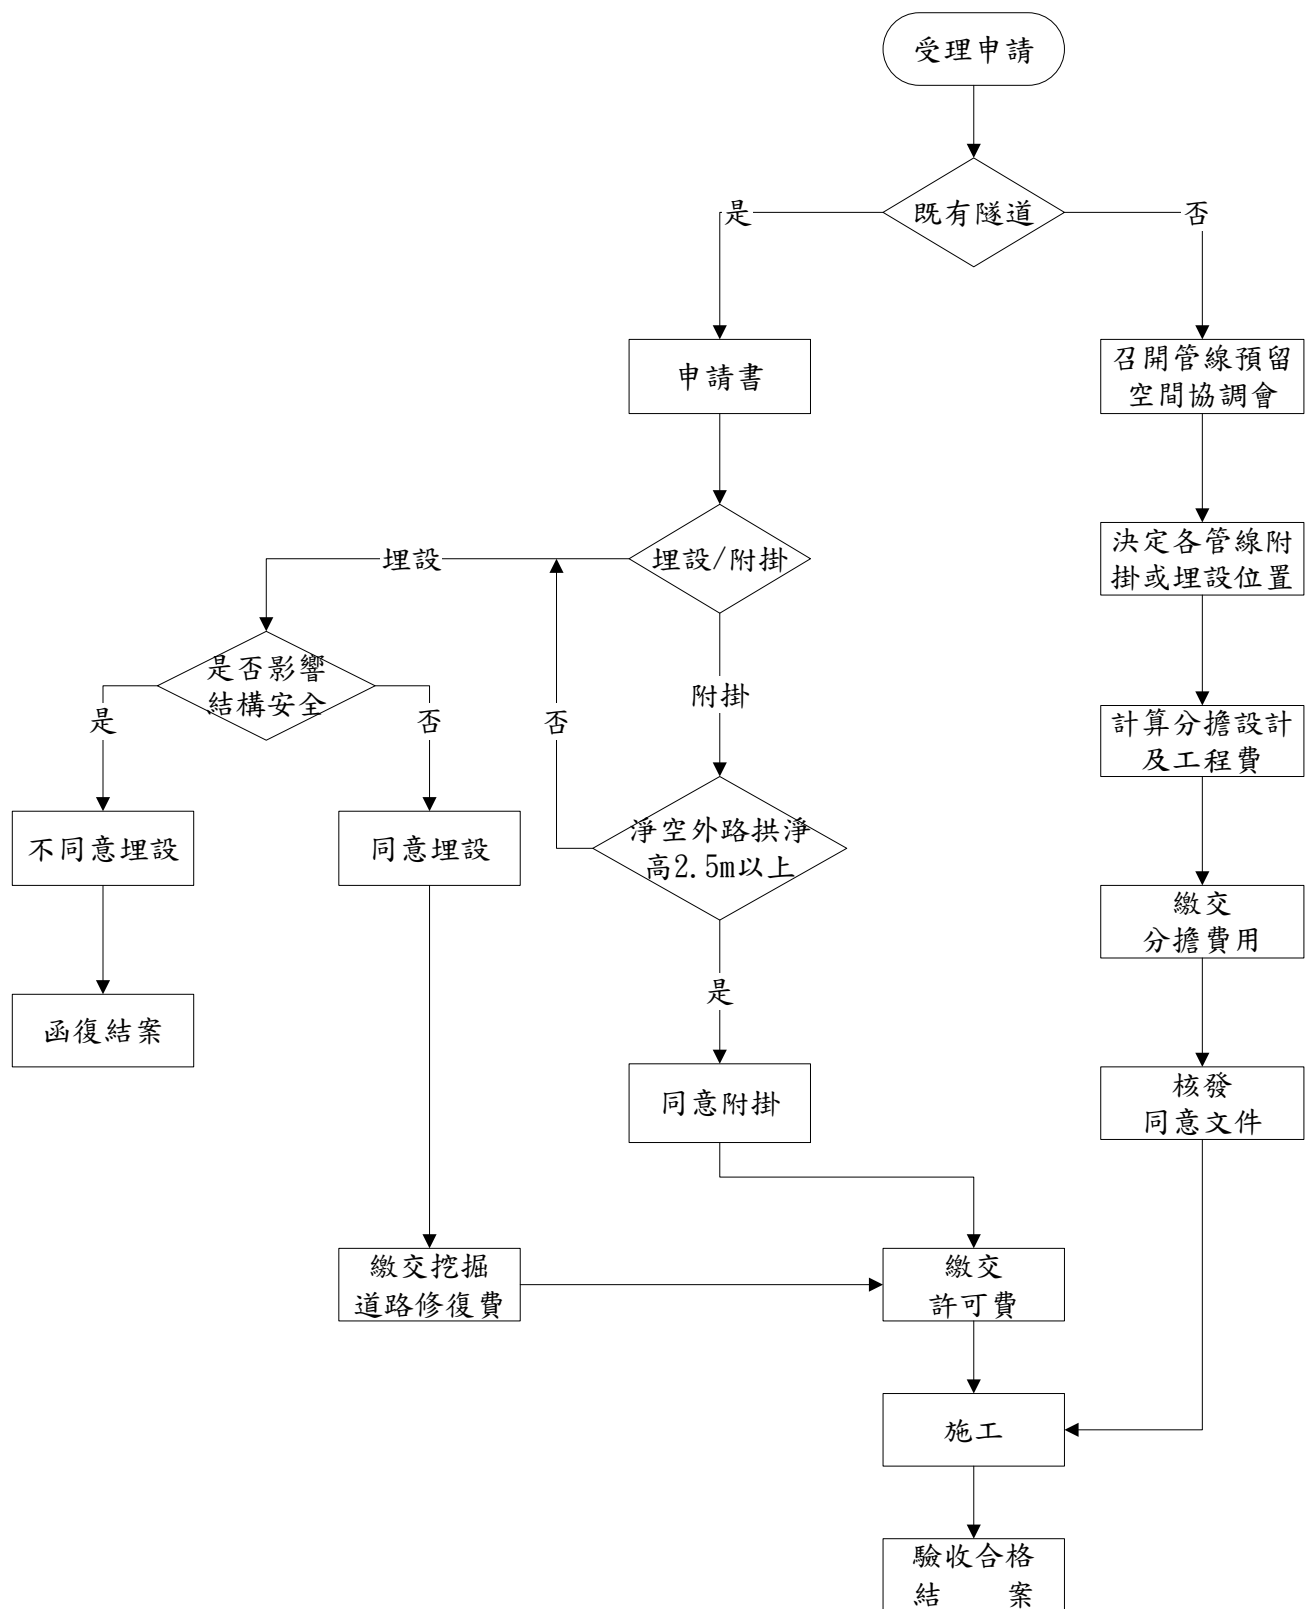 受理申請
既有隧道
是
否
申請書
召開管線預留
空間協調會
埋設/附掛
埋設
附掛
決定各管線附
掛或埋設位置
是否影響
結構安全
是
否
否
計算分擔設計
及工程費
不同意埋設
同意埋設
淨空外路拱淨
高2.5m以上
繳交
分擔費用
是
函復結案
同意附掛
核發
同意文件
繳交挖掘
道路修復費
繳交
許可費
施工
驗收合格
結 案